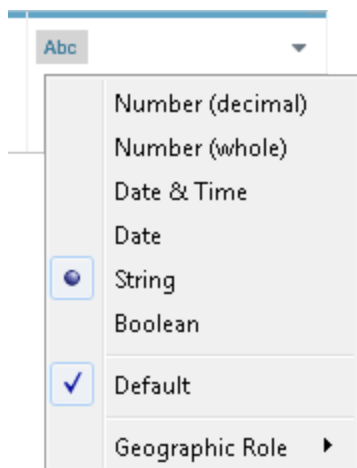 Abc
Number (decimal)
Number (whole)
Date & Time
Date
String
Boolean
Default
Geographic Role